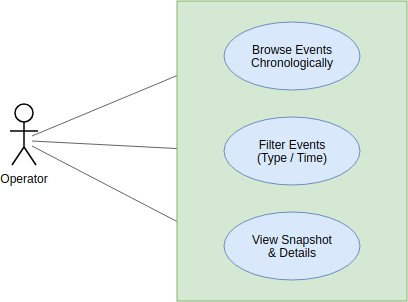 Browse Events
Chronologically
Filter Events
(Type / Time)
Operator
View Snapshot
& Details